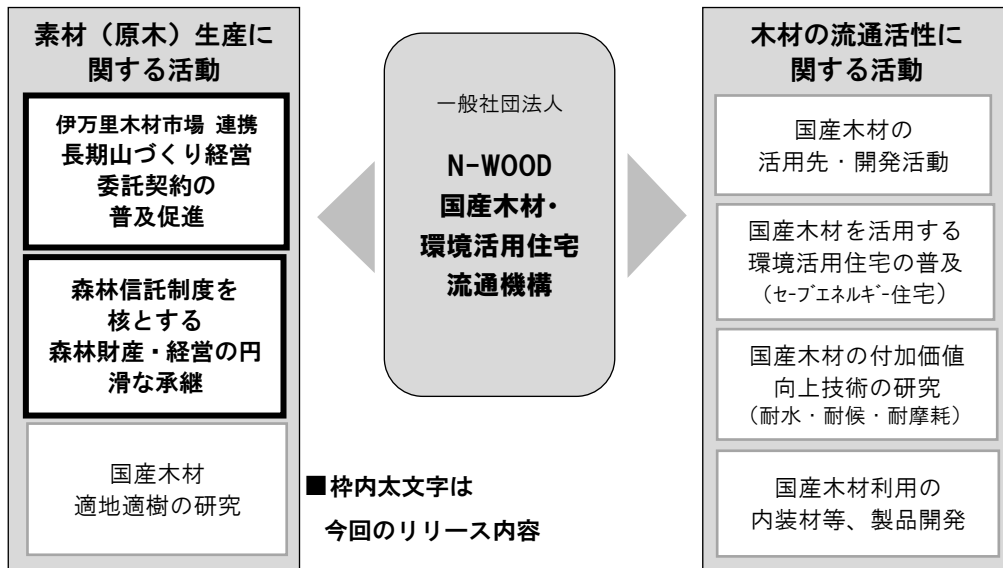 素材（原木）生産に
関する活動
伊万里木材市場 連携
長期山づくり経営
委託契約の
普及促進
森林信託制度を
核とする
森林財産・経営の円
滑な承継
国産木材
適地適樹の研究
一般社団法人
N-WOOD
国産木材・
環境活用住宅
流通機構
■枠内太文字は
今回のリリース内容
木材の流通活性に
関する活動
国産木材の
活用先・開発活動
国産木材を活用する
環境活用住宅の普及
（ｾｰﾌﾞエネルｷﾞｰ住宅）
国産木材の付加価値
向上技術の研究
（耐水・耐候・耐摩耗）
国産木材利用の
内装材等、製品開発